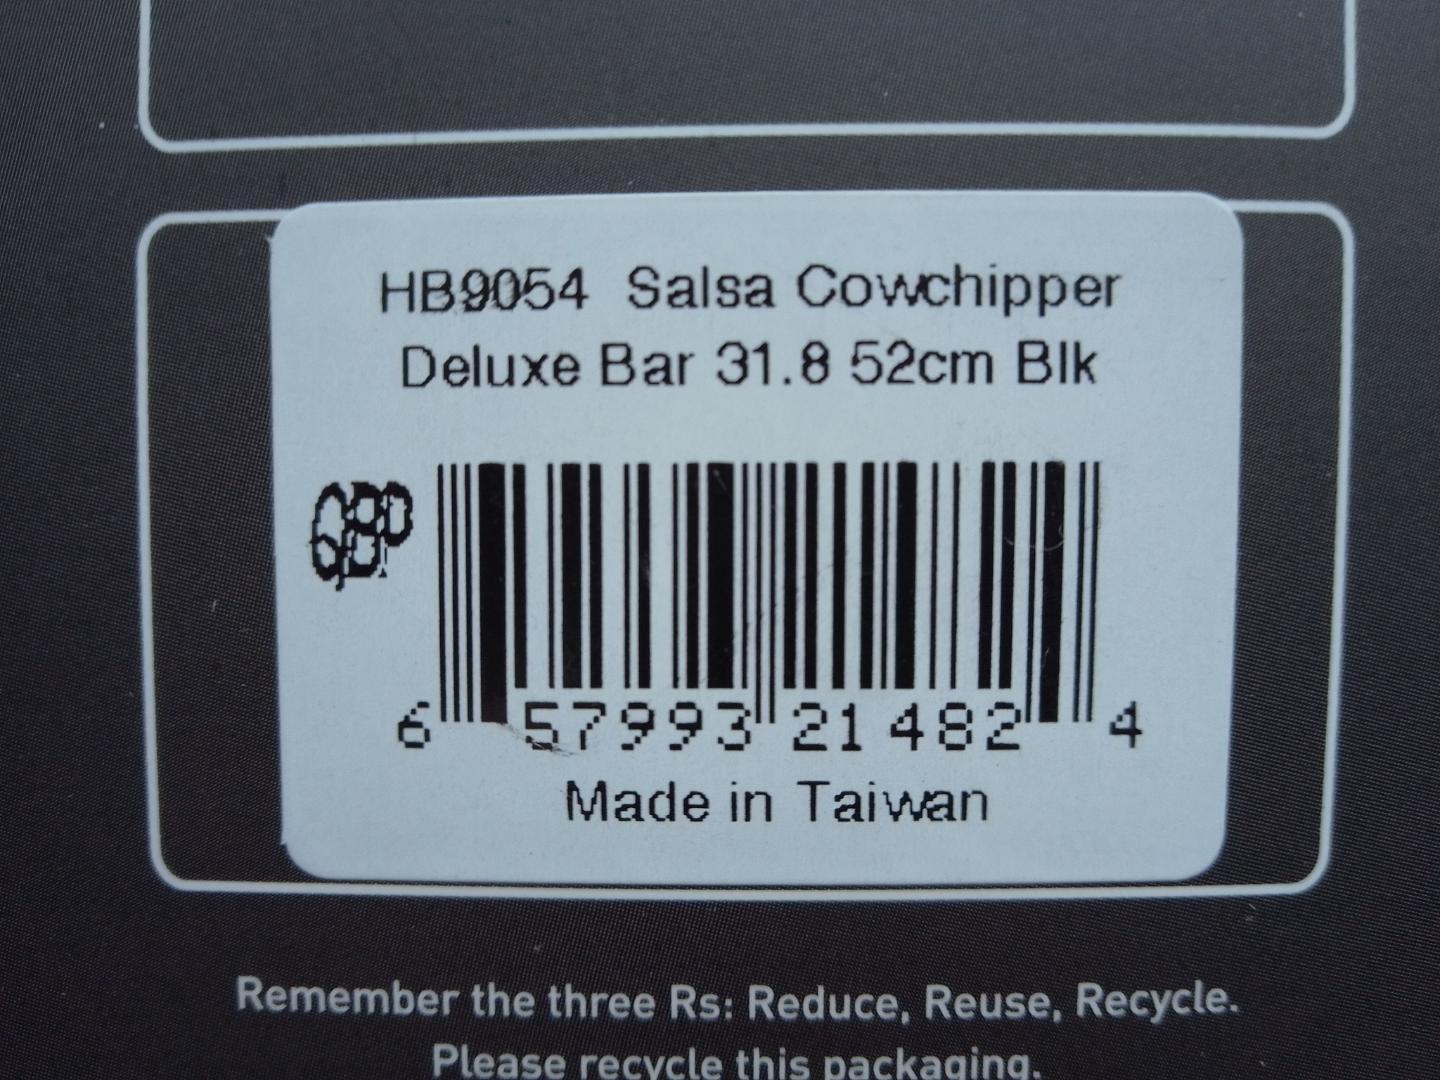 HB9054 Salsa Cowchipper
Deluxe Bar 31.8 52cm Blk
6 57993 21482 4
Made in Taiwan
Remember the three Rs: Reduce, Reuse, Recycle.
Please recycle this packaging.